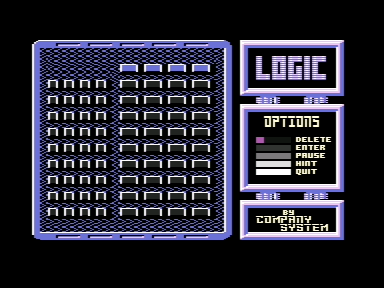 LOGIC
OPTIONS
DELETE
ENTER
PAUSE
HINT
QUIT
BY
COMPANY
SYSTEM